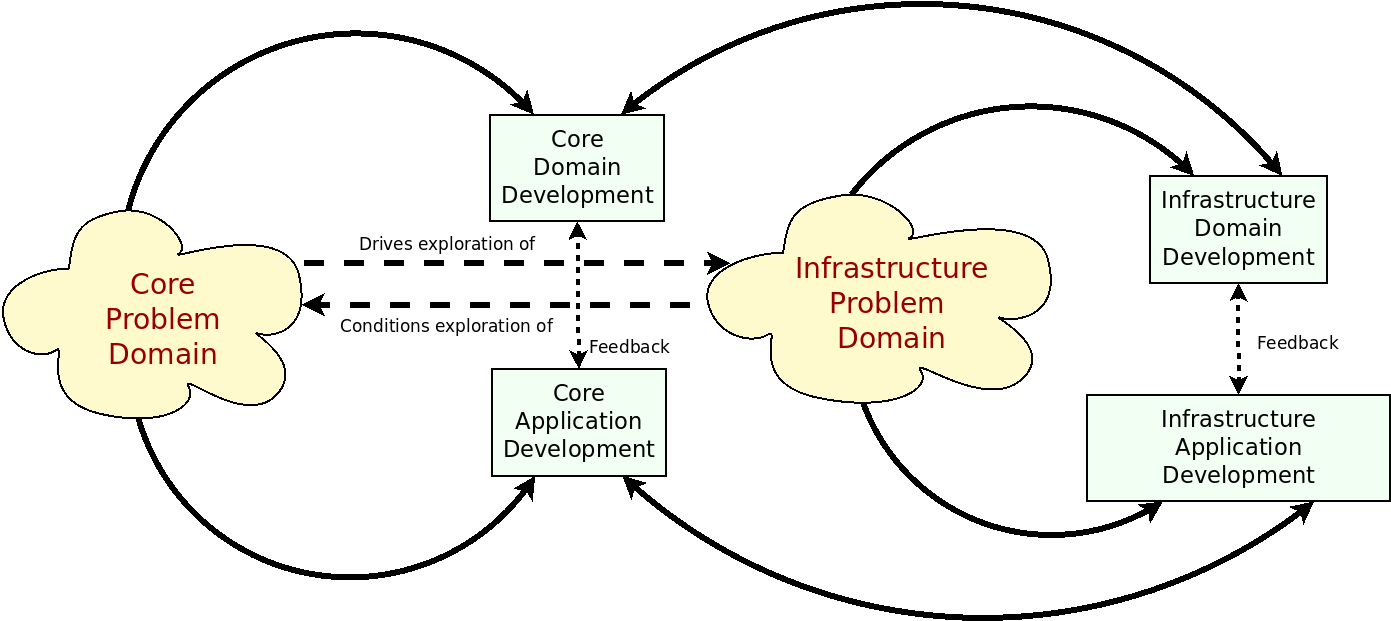 Core
Domain
Development
Infrastructure
Domain
Development
Drives exploration of
Core
Problem
Domain
Infrastructure
Problem
Domain
Conditions exploration of
Feedback
Feedback
Core
Application
Development
Infrastructure
Application
Development